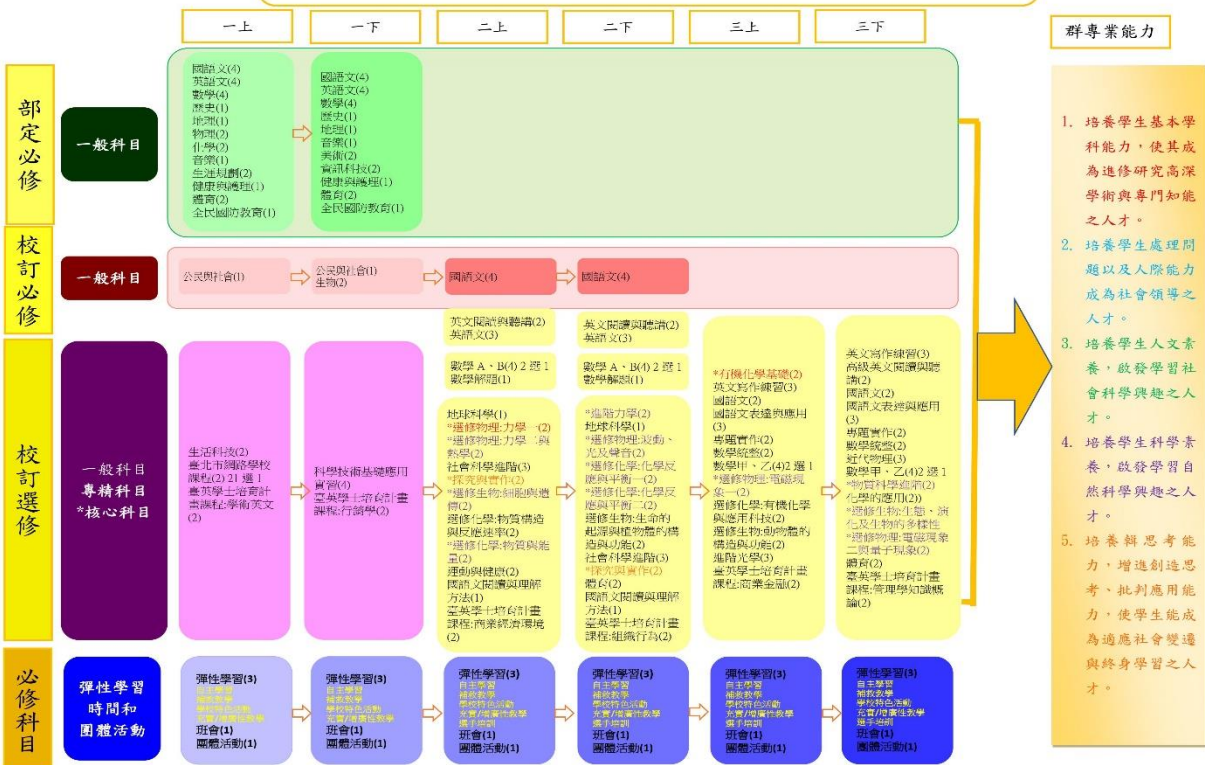 一上
一下
二上
二下
三上
三下
群專業能力
部定必修
一般科目
國語文(4)
英語文(4)
數學(4)
歷史(1)
地理(1)
物理(2)
化學(2)
音樂(1)
生涯規劃(2)
健康與護理(1)
體育(2)
全民國防教育(1)
國語文(4)
英語文(4)
數學(4)
歷史(1)
地理(1)
音樂(1)
美術(2)
資訊科技(2)
健康與護理(1)
體育(2)
全民國防教育(1)
校訂必修
一般科目
公民與社會(1)
公民與社會(1)
生物(2)
國語文(4)
國語文(4)
校訂選修
一般科目
專精科目
*核心科目
生活科技(2)
臺北市網路學校
課程(2) 21 選 1
臺英學士培育計
畫課程:學術英文
(2)
科學技術基礎應用
實習(4)
臺英學士培育計畫
課程:行銷學(2)
英文閱讀與聽講(2)
英語文(3)
數學 A、B(4) 2 選 1
數學解題(1)
地球科學(1)
*選修物理:力學一(2)
*選修物理:力學二與
熱學(2)
社會科學進階(3)
*探究與實作(2)
*選修生物:細胞與遺
傳(2)
選修化學:物質構造
與反應速率(2)
*選修化學:物質與能
量(2)
運動與健康(2)
國語文閱讀與理解
方法(1)
臺英學士培育計畫
課程:商業經濟環境
(2)
英文閱讀與聽講(2)
英語文(3)
數學 A、B(4) 2 選 1
數學解題(1)
*進階力學(2)
地球科學(1)
*選修物理:波動、
光及聲音(2)
*選修化學:化學反
應與平衡一(2)
*選修化學:化學反
應與平衡二(2)
選修生物:生命的
起源與植物體的構
造與功能(2)
社會科學進階(3)
*探究與實作(2)
體育(2)
國語文閱讀與理解
方法(1)
臺英學士培育計畫
課程:組織行為(2)
*有機化學基礎(2)
英文寫作練習(3)
國語文(2)
國語文表達與應用
(3)
專題實作(2)
數學統整(2)
數學甲、乙(4)2 選 1
*選修物理:電磁現
象一(2)
選修化學:有機化學
與應用科技(2)
選修生物:動物體的
構造與功能(2)
進階光學(3)
臺英學士培育計畫
課程:商業金融(2)
英文寫作練習(3)
高級英文閱讀與聽
講(2)
國語文(2)
國語文表達與應用
(3)
專題實作(2)
數學統整(2)
近代物理(3)
數學甲、乙(4)2 選 1
*物質科學進階(2)
化學的應用(2)
*選修生物:生態、演
化及生物的多樣性
*選修物理:電磁現象
二與量子現象(2)
體育(2)
臺英學士培育計畫
課程:管理學知識概
論(2)
必修科目
彈性學習
時間和
團體活動
彈性學習(3)
自主學習
補救教學
學校特色活動
充實/增廣性教學
班會(1)
團體活動(1)
彈性學習(3)
自主學習
補救教學
學校特色活動
充實/增廣性教學
班會(1)
團體活動(1)
彈性學習(3)
自主學習
補救教學
學校特色活動
充實/增廣性教學
選手培訓
班會(1)
團體活動(1)
彈性學習(3)
自主學習
補救教學
學校特色活動
充實/增廣性教學
選手培訓
班會(1)
團體活動(1)
彈性學習(3)
自主學習
補救教學
學校特色活動
充實/增廣性教學
選手培訓
班會(1)
團體活動(1)
彈性學習(3)
自主學習
補救教學
學校特色活動
充實/增廣性教學
選手培訓
班會(1)
團體活動(1)
1. 培養學生基本學
科能力，使其成
為進修研究高深
學術與專門知能
之人才。
2. 培養學生處理問
題以及人際能力
成為社會領導之
人才。
3. 培養學生人文素
養，啟發學習社
會科學興趣之人
才。
4. 培養學生科學素
養，啟發學習自
然科學興趣之人
才。
5. 培養輯思考能
力，增進創造思
考、批判應用能
力，使學生能成
為適應社會變遷
與終身學習之人
才。